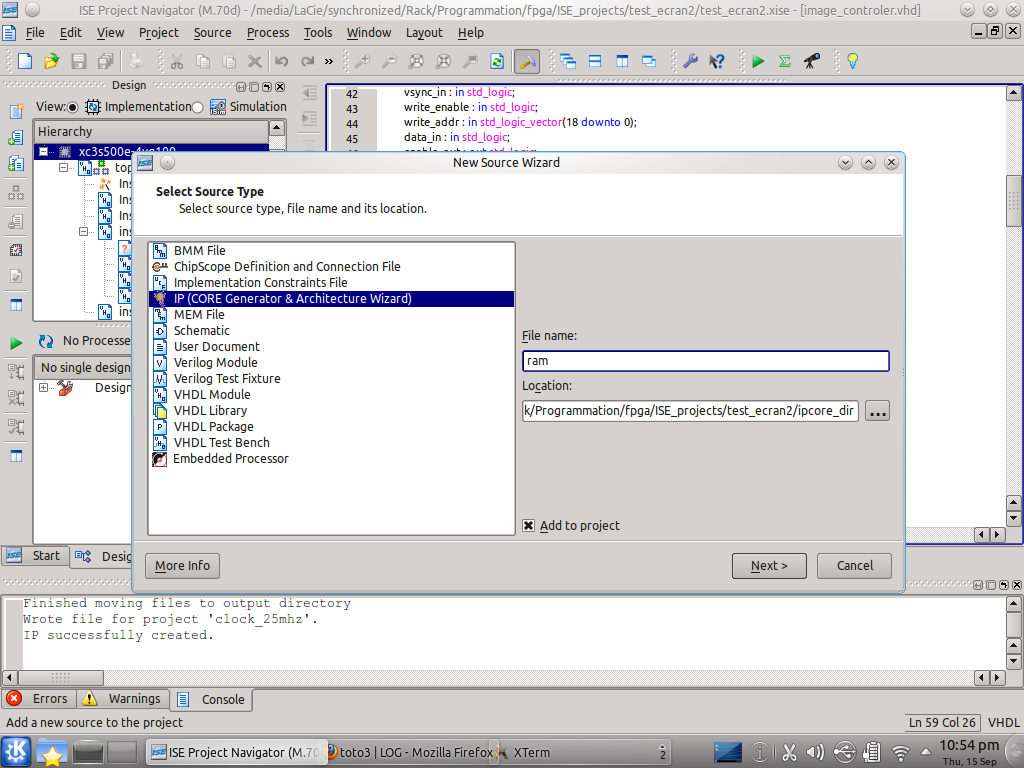 ISE Project Navigator (M.70d) - /media/LaCie/synchronized/Rack/Programmation/fpga/ISE_projects/test_ecran2/test_ecran2.xise - [image_controler.vhd]
File Edit View Project Source Process Tools Window Layout Help
Design
View: Implementation Simulation
Hierarchy
xc3s500e-4vq100
42 vsync_in : in std_logic;
43 write_enable : in std_logic;
44 write_addr : in std_logic_vector(18 downto 0);
45 data_in : in std_logic;
New Source Wizard
Select Source Type
Select source type, file name and its location.
BMM File
ChipScope Definition and Connection File
Implementation Constraints File
IP (CORE Generator & Architecture Wizard)
MEM File
Schematic
User Document
Verilog Module
Verilog Test Fixture
VHDL Module
VHDL Library
VHDL Package
VHDL Test Bench
Embedded Processor
File name:
ram
Location:
k/Programmation/fpga/ISE_projects/test_ecran2/ipcore_dir
...
Add to project
More Info
Next >
Cancel
No Processe
No single design
Design
Start
Desig
Finished moving files to output directory
Wrote file for project 'clock_25mhz'.
IP successfully created.
Errors Warnings Console
Add a new source to the project
Ln 59 Col 26 VHDL
ISE Project Navigator (M.70
toto3 | LOG - Mozilla Firefox
XTerm
2
10:54 pm
Thu, 15 Sep